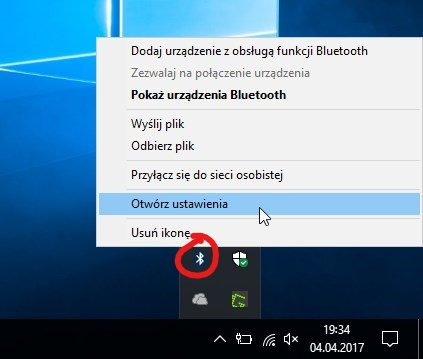 Dodaj urządzenie z obsługą funkcji Bluetooth
Zezwalaj na połączenie urządzenia
Pokaż urządzenia Bluetooth
Wyślij plik
Odbierz plik
Przyłącz się do sieci osobistej
Otwórz ustawienia
Usuń ikonę
19:34
04.04.2017